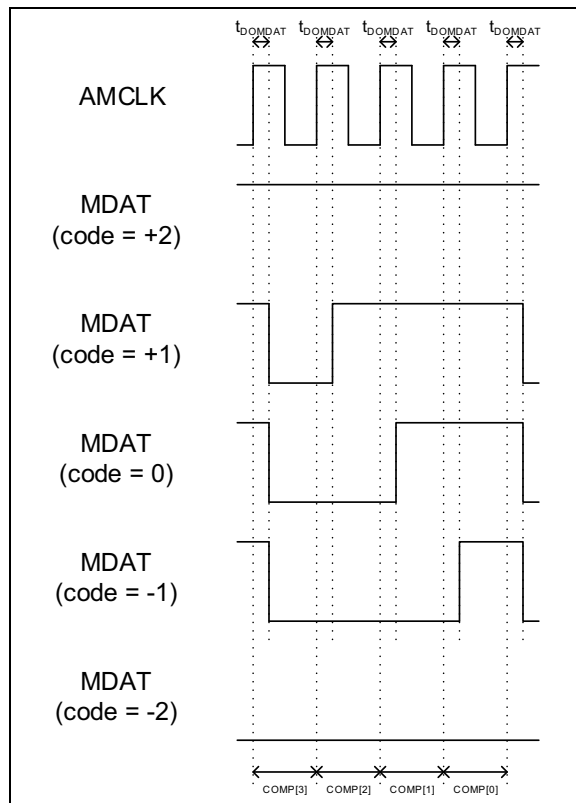 tDOMDAT tDOMDAT tDOMDAT tDOMDAT tDOMDAT
AMCLK
MDAT
(code = +2)
MDAT
(code = +1)
MDAT
(code = 0)
MDAT
(code = -1)
MDAT
(code = -2)
COMP[3] COMP[2] COMP[1] COMP[0]